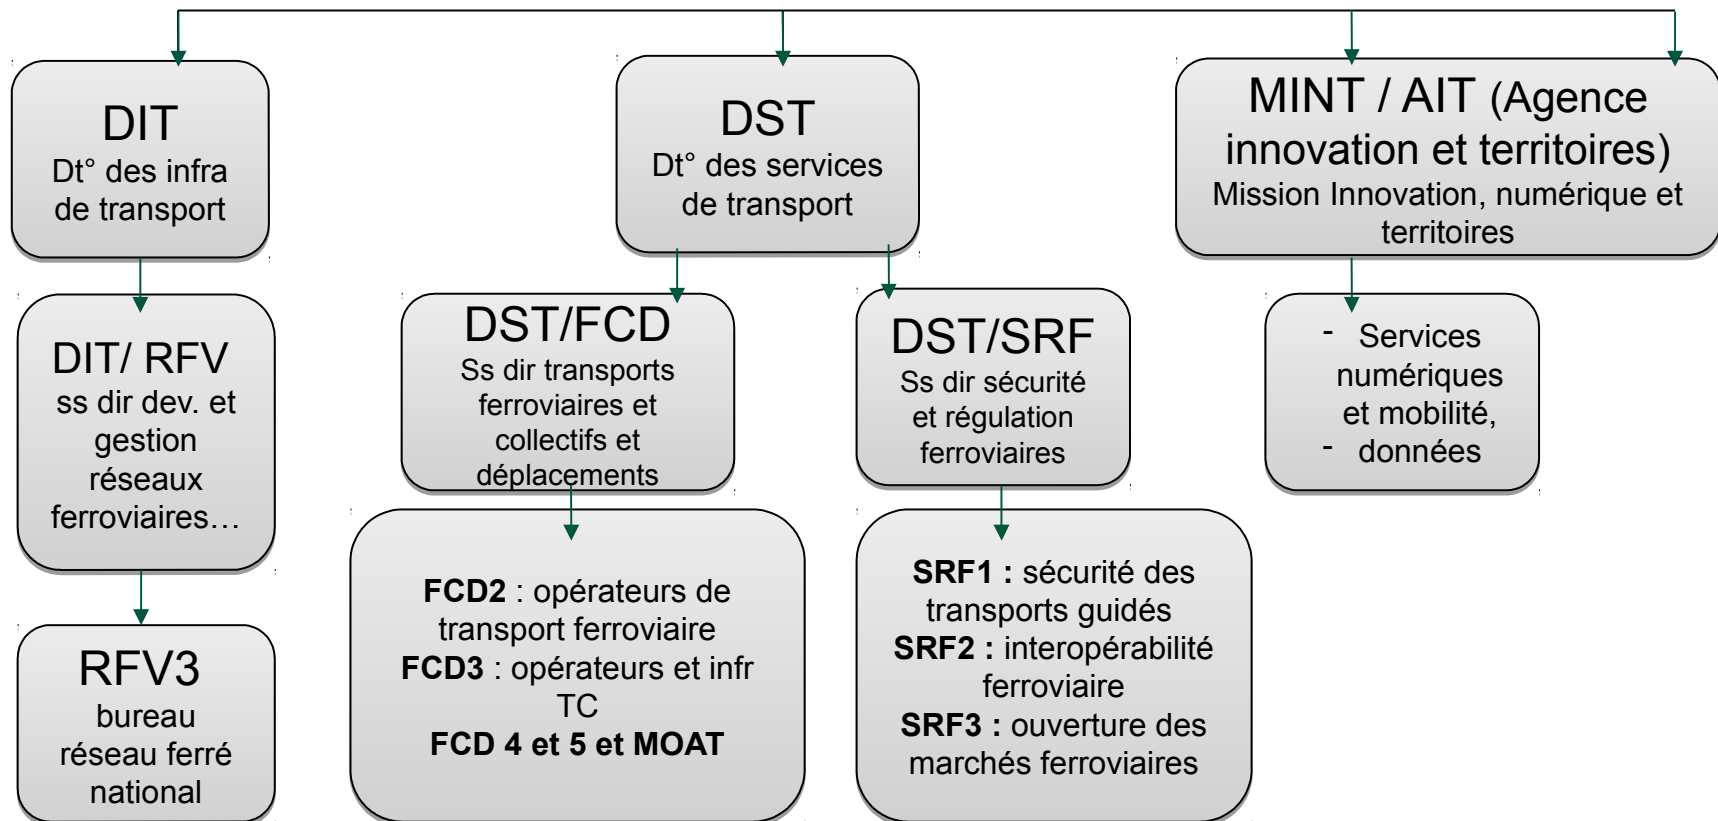 DIT
Dt° des infra
de transport
DST
Dt° des services
de transport
MINT / AIT (Agence
innovation et territoires)
Mission Innovation, numérique et
territoires
DIT/ RFV
ss dir dev. et
gestion
réseaux
ferroviaires…
DST/FCD
Ss dir transports
ferroviaires et
collectifs et
déplacements
DST/SRF
Ss dir sécurité
et régulation
ferroviaires
- Services
numériques
et mobilité,
- données
RFV3
bureau
réseau ferré
national
FCD2 : opérateurs de
transport ferroviaire
FCD3 : opérateurs et infr
TC
FCD 4 et 5 et MOAT
SRF1 : sécurité des
transports guidés
SRF2 : interopérabilité
ferroviaire
SRF3 : ouverture des
marchés ferroviaires